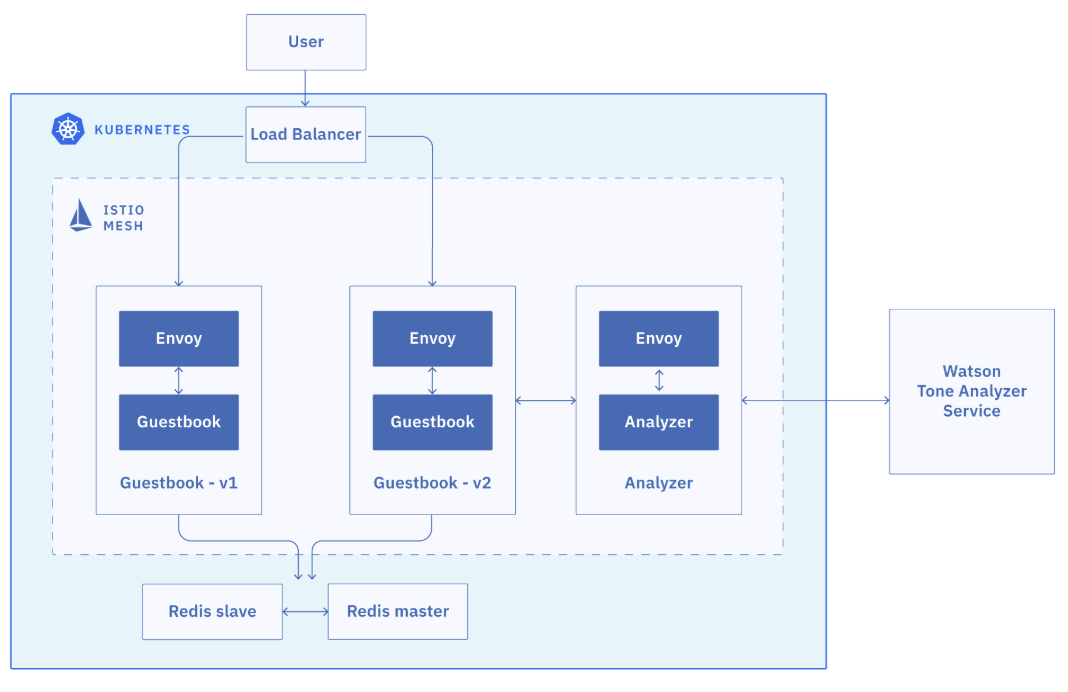 User
KUBERNETES
Load Balancer
ISTIO
MESH
Envoy
Envoy
Envoy
Guestbook
Guestbook
Analyzer
Guestbook - v1
Guestbook - v2
Analyzer
Watson
Tone Analyzer
Service
Redis slave
Redis master